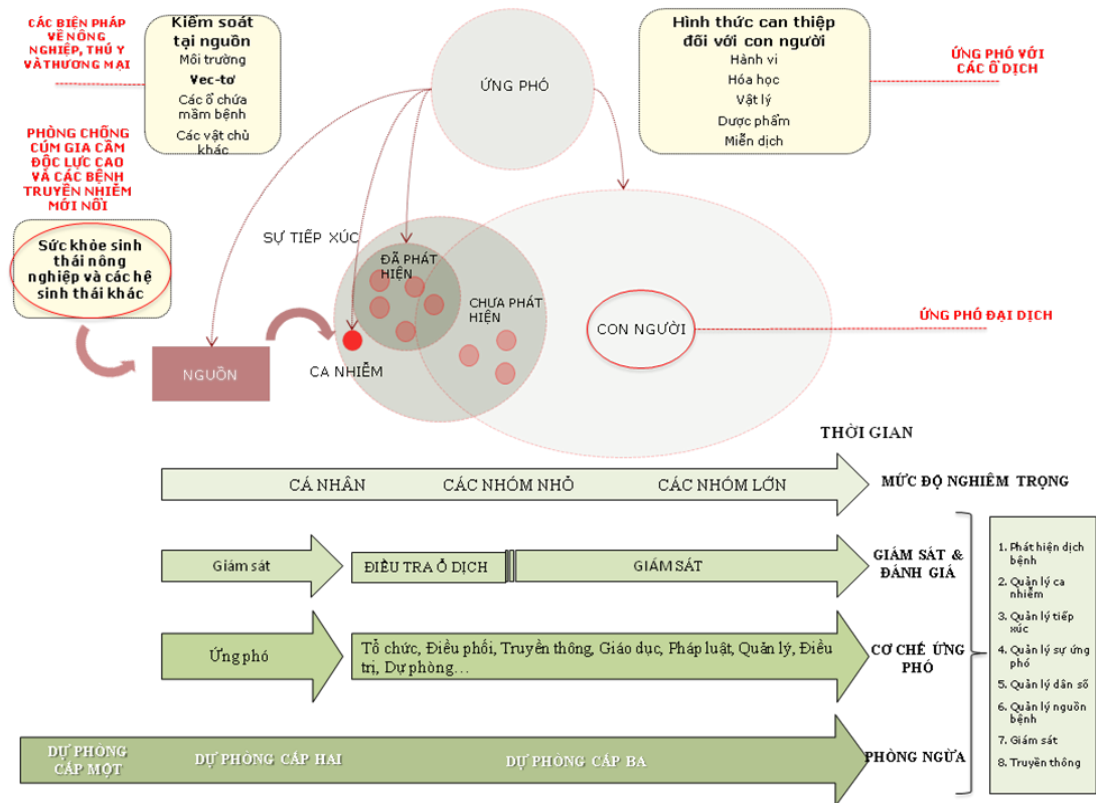 CÁC BIỆN PHÁP
VỀ NÔNG
NGHIỆP, THÚ Y
VÀ THƯƠNG MẠI
Kiểm soát
tại nguồn
Môi trường
Vec-tơ
Các ổ chứa
mầm bệnh
Các vật chủ
khác
ỨNG PHÓ
Hình thức can thiệp
đối với con người
Hành vi
Hóa học
Vật lý
Dược phẩm
Miễn dịch
ỨNG PHÓ VỚI
CÁC Ổ DỊCH
PHÒNG CHỐNG
CÚM GIA CẦM
ĐỘC LỰC CAO
VÀ CÁC BỆNH
TRUYỀN NHIỄM
MỚI NỔI
Sức khỏe sinh
thái nông
nghiệp và các hệ
sinh thái khác
SỰ TIẾP XÚC
ĐÃ PHÁT
HIỆN
CHƯA PHÁT
HIỆN
CON NGƯỜI
ỨNG PHÓ ĐẠI DỊCH
NGUỒN
CA NHIỄM
THỜI GIAN
CÁ NHÂN
CÁC NHÓM NHỎ
CÁC NHÓM LỚN
MỨC ĐỘ NGHIÊM TRỌNG
Giám sát
ĐIỀU TRA Ổ DỊCH
GIÁM SÁT
GIÁM SÁT &
ĐÁNH GIÁ
Ứng phó
Tổ chức, Điều phối, Truyền thông, Giáo dục, Pháp luật, Quản lý, Điều
trị, Dự phòng...
CƠ CHẾ ỨNG
PHÓ
DỰ PHÒNG
CẤP MỘT
DỰ PHÒNG CẤP HAI
DỰ PHÒNG CẤP BA
PHÒNG NGỪA
1. Phát hiện dịch
bệnh
2. Quản lý ca
nhiễm
3. Quản lý tiếp
xúc
4. Quản lý sự ứng
phó
5. Quản lý dân số
6. Quản lý nguồn
bệnh
7. Giám sát
8. Truyền thông